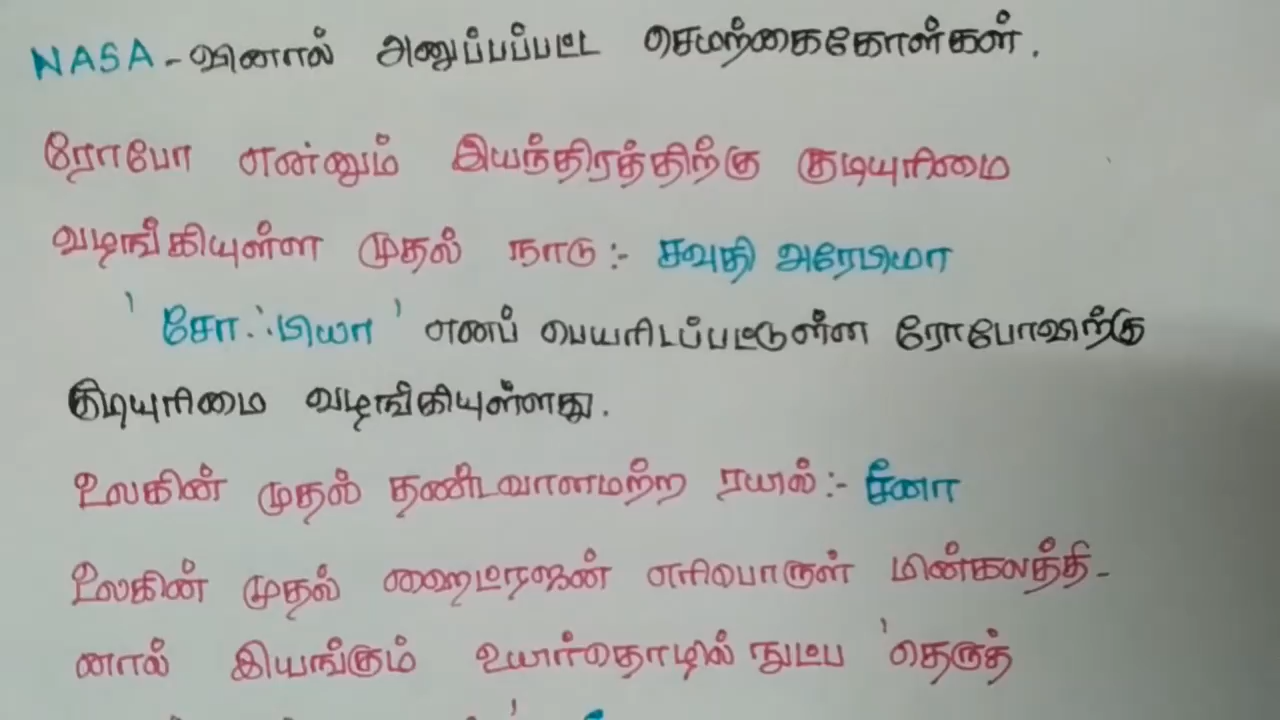 NASA-வினால் அனுப்பப்பட்ட செமற்கைகோள்கள்.
ரோபோ என்னும் இயந்திரத்திற்கு குடியுரிமை
வழங்கியுள்ள முதல் நாடு:- சவுதி அரேபியா
'சோஃபியா' எனப் பெயரிடப்பட்டுள்ள ரோபோவிற்கு
குடியுரிமை வழங்கியுள்ளது.
உலகின் முதல் தண்டவாளமற்ற ரயில்:- சீனா
உலகின் முதல் ஹைட்ரஜன் எரிபொருள் மின்கலத்தி-
னால் இயங்கும் உயர்தொழில் நுட்ப 'தெருத்